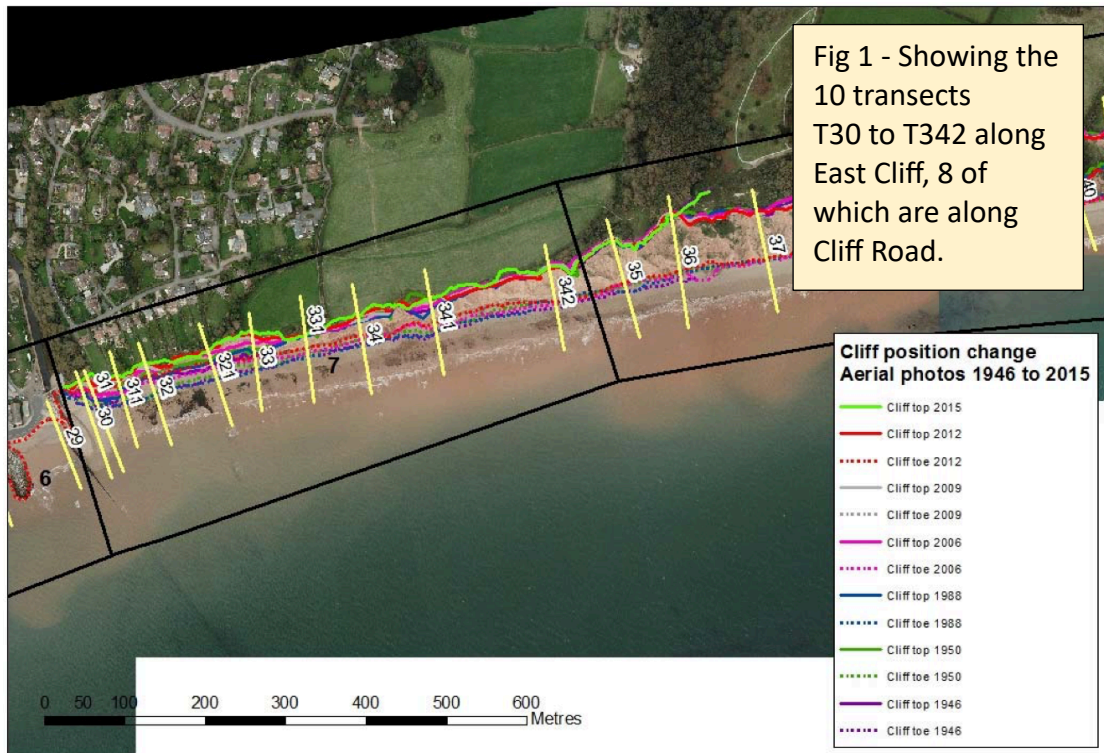 Fig 1 - Showing the
10 transects
T30 to T342 along
East Cliff, 8 of
which are along
Cliff Road.
29
30
31
311
32
321
33
331
34
341
342
35
36
37
40
6
7
Cliff position change
Aerial photos 1946 to 2015
Cliff top 2015
Cliff top 2012
Cliff toe 2012
Cliff top 2009
Cliff toe 2009
Cliff top 2006
Cliff toe 2006
Cliff top 1988
Cliff toe 1988
Cliff top 1950
Cliff toe 1950
Cliff top 1946
Cliff toe 1946
0 50 100 200 300 400 500 600
Metres